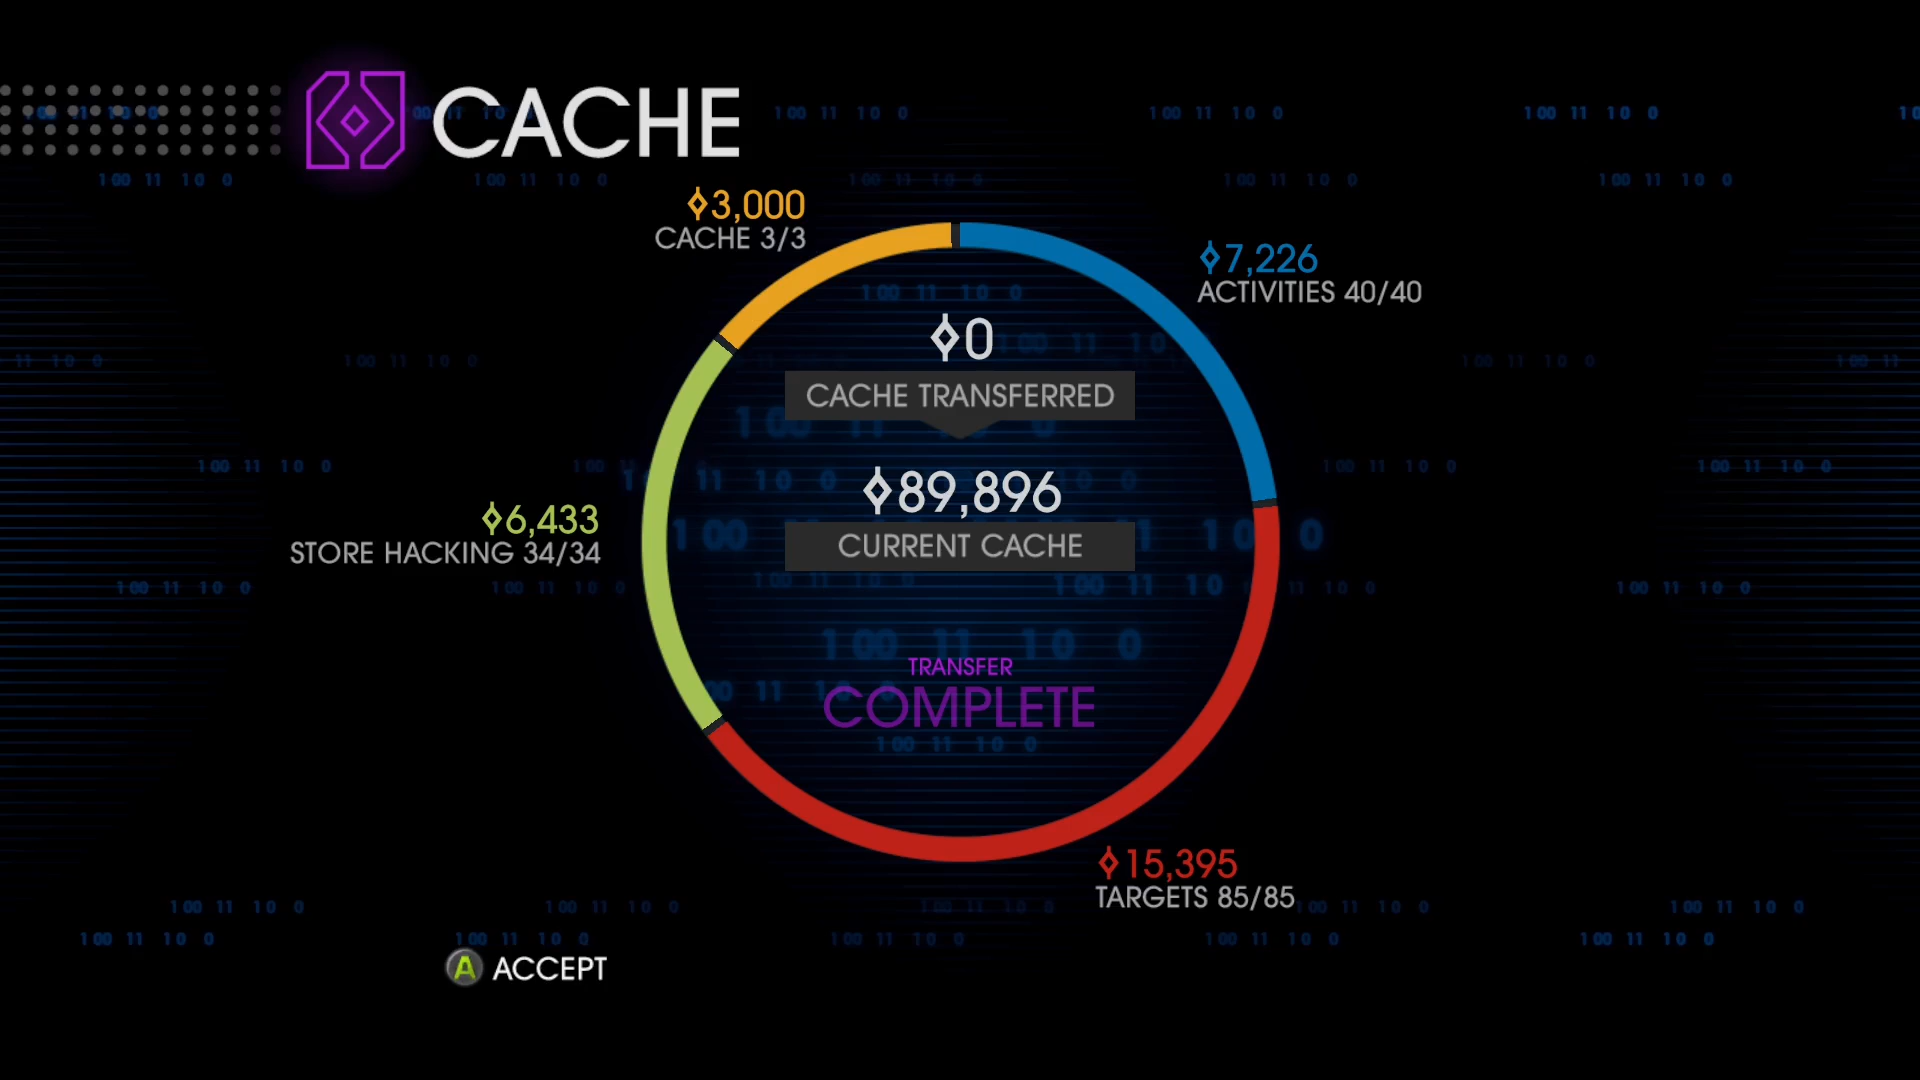 CACHE
3,000
CACHE 3/3
7,226
ACTIVITIES 40/40
0
CACHE TRANSFERRED
89,896
CURRENT CACHE
6,433
STORE HACKING 34/34
TRANSFER
COMPLETE
15,395
TARGETS 85/85
A ACCEPT